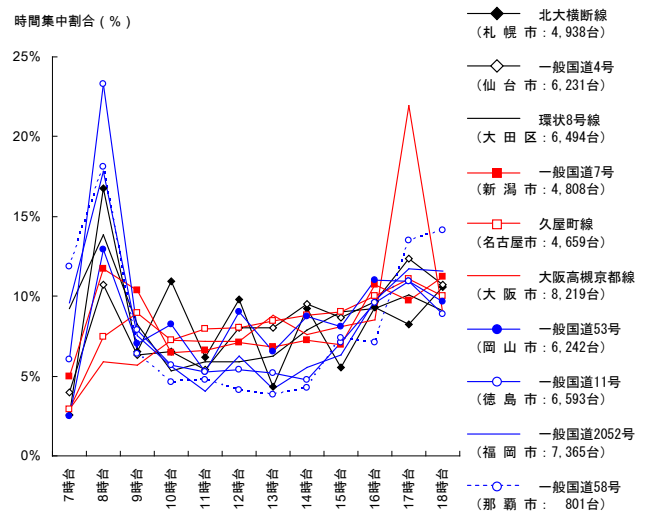 時間集中割合(%)
25%
20%
15%
10%
5%
0%
7時台
8時台
9時台
10時台
11時台
12時台
13時台
14時台
15時台
16時台
17時台
18時台
北大横断線
(札 幌 市:4,938台)
一般国道4号
(仙 台 市:6,231台)
環状8号線
(大 田 区:6,494台)
一般国道7号
(新 潟 市:4,808台)
久屋町線
(名古屋市:4,659台)
大阪高槻京都線
(大 阪 市:8,219台)
一般国道53号
(岡 山 市:6,242台)
一般国道11号
(徳 島 市:6,593台)
一般国道2052号
(福 岡 市:7,365台)
一般国道58号
(那 覇 市: 801台)